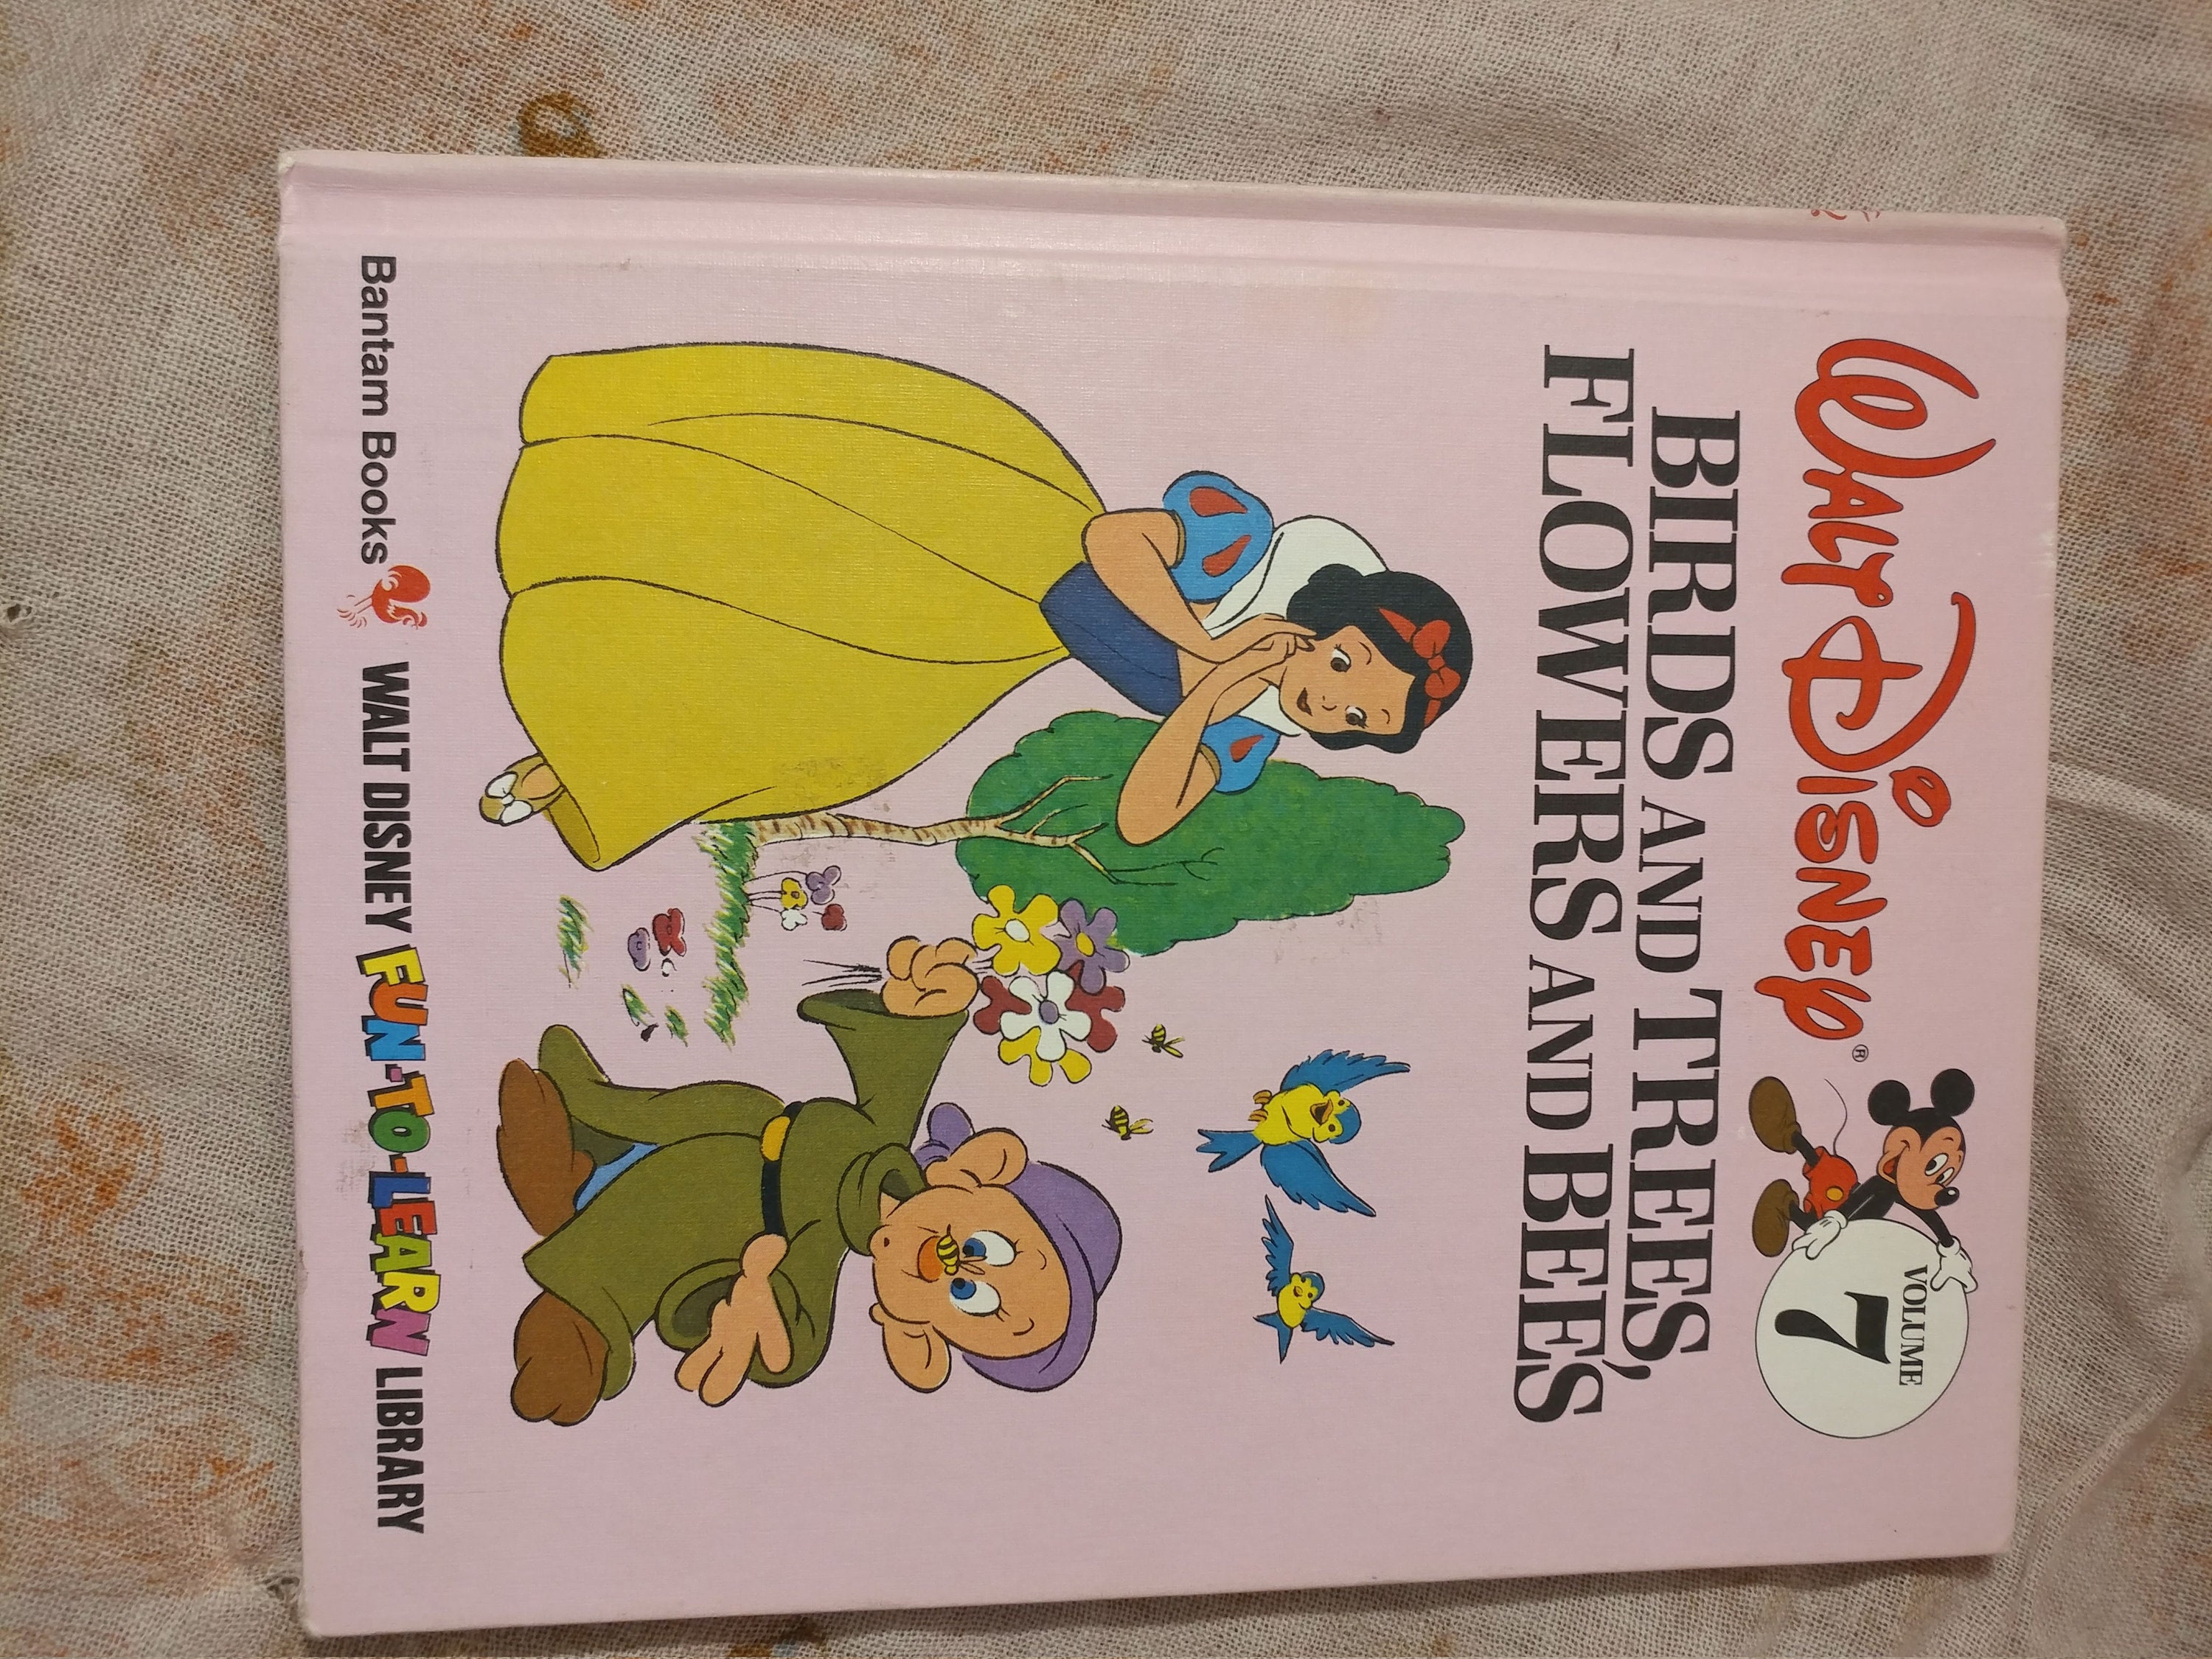 WALT DISNEY®
VOLUME
7
BIRDS AND TREES,
FLOWERS AND BEES
Bantam Books WALT DISNEY FUN-TO-LEARN LIBRARY